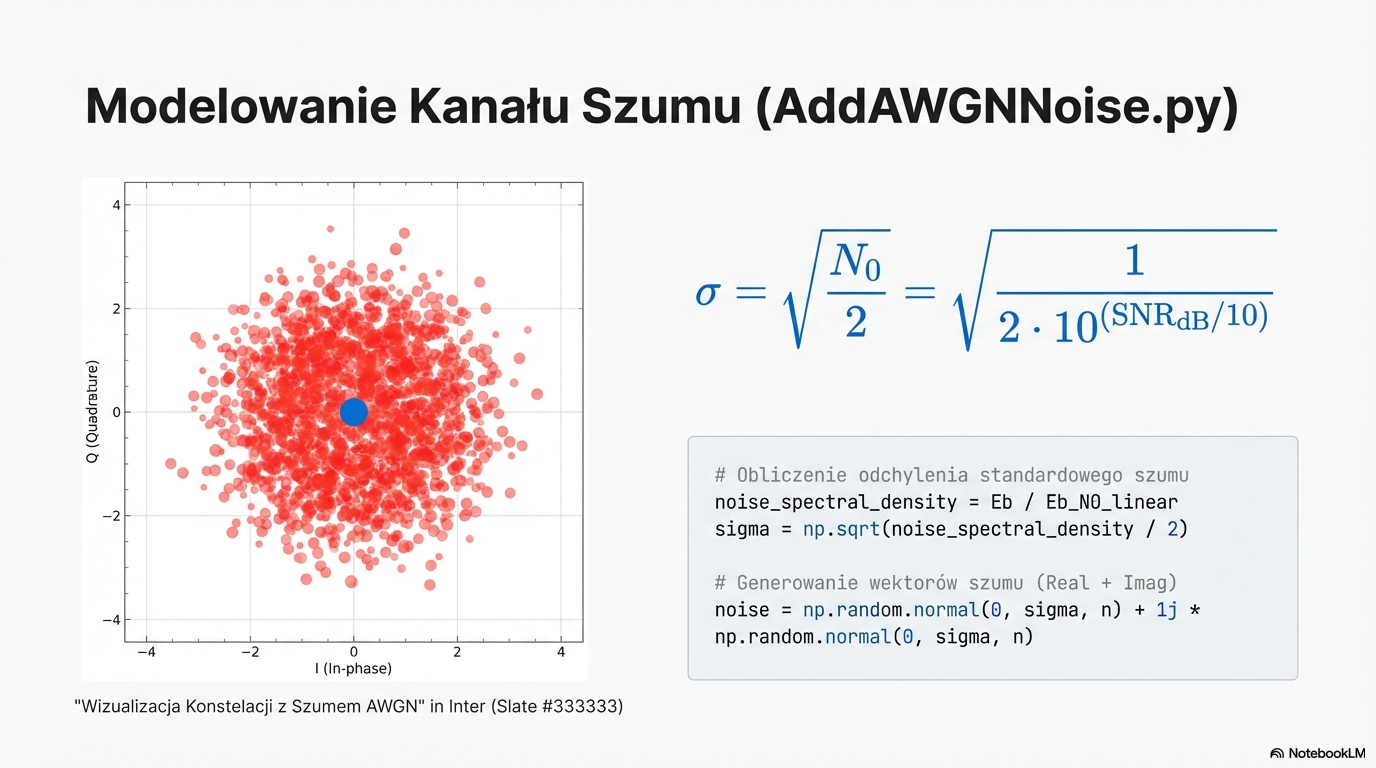 Modelowanie Kanału Szumu (AddAWGNNoise.py)
4
2
0
−2
−4
Q (Quadrature)
−4 −2 0 2 4
I (In-phase)
"Wizualizacja Konstelacji z Szumem AWGN" in Inter (Slate #333333)
σ = √(N₀/2) = √(1/(2 · 10^(SNR_dB/10)))
# Obliczenie odchylenia standardowego szumu
noise_spectral_density = Eb / Eb_N0_linear
sigma = np.sqrt(noise_spectral_density / 2)
# Generowanie wektorów szumu (Real + Imag)
noise = np.random.normal(0, sigma, n) + 1j *
np.random.normal(0, sigma, n)
NotebookLM